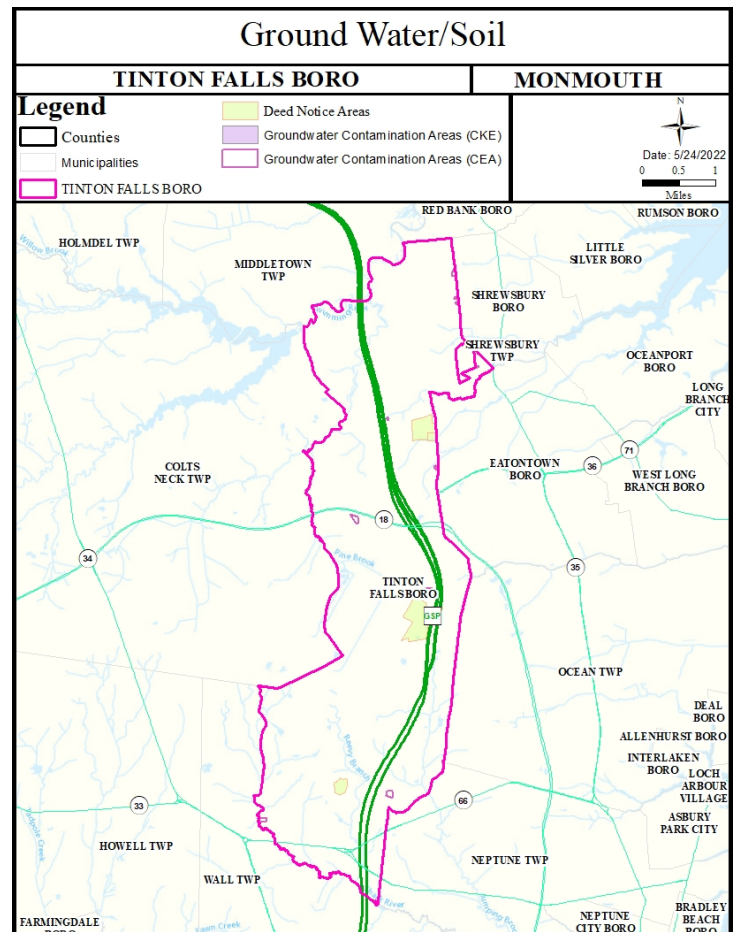 Ground Water/Soil
TINTON FALLS BORO
MONMOUTH
Legend
Counties
Municipalities
TINTON FALLS BORO
Deed Notice Areas
Groundwater Contamination Areas (CKE)
Groundwater Contamination Areas (CEA)
N
Date: 5/24/2022
0 0.5 1
Miles
RED BANK BORO
RUMSON BORO
HOLMDEL TWP
Willow Brook
LITTLE
SILVER BORO
MIDDLETOWN
TWP
SHREWSBURY
BORO
SHREWSBURY
TWP
OCEANPORT
BORO
LONG
BRANCH
CITY
71
36
COLTS
NECK TWP
EATONTOWN
BORO
WEST LONG
BRANCH BORO
18
34
Pine Brook
35
TINTON
FALLS BORO
GSP
OCEAN TWP
DEAL
BORO
ALLENHURST BORO
INTERLAKEN
BORO
LOCH
ARBOUR
VILLAGE
33
66
ASBURY
PARK CITY
HOWELL TWP
NEPTUNE TWP
WALL TWP
FARMINGDALE
NEPTUNE
CITY BORO
BRADLEY
BEACH
BORO